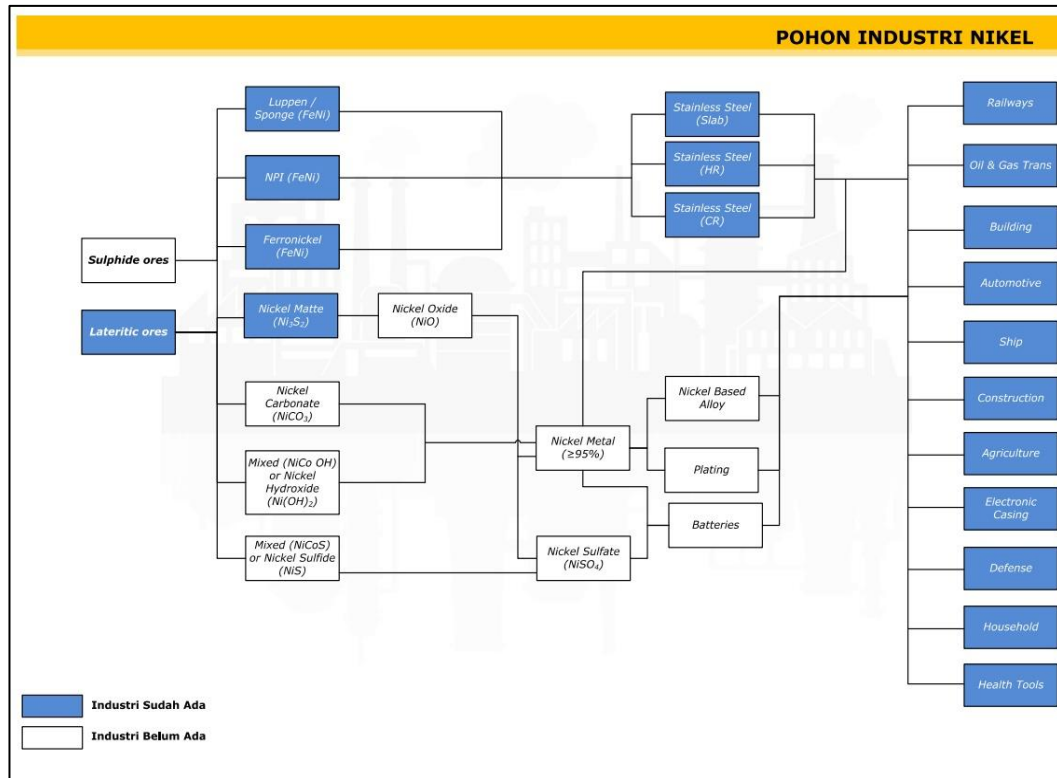 POHON INDUSTRI NIKEL
Sulphide ores
Lateritic ores
Luppen /
Sponge (FeNi)
NPI (FeNi)
Ferronickel
(FeNi)
Nickel Matte
(Ni₃S₂)
Nickel
Carbonate
(NiCO₃)
Mixed (NiCo OH)
or Nickel
Hydroxide
(Ni(OH)₂)
Mixed (NiCoS)
or Nickel Sulfide
(NiS)
Nickel Oxide
(NiO)
Nickel Metal
(≥95%)
Nickel Sulfate
(NiSO₄)
Stainless Steel
(Slab)
Stainless Steel
(HR)
Stainless Steel
(CR)
Nickel Based
Alloy
Plating
Batteries
Railways
Oil & Gas Trans
Building
Automotive
Ship
Construction
Agriculture
Electronic
Casing
Defense
Household
Health Tools
Industri Sudah Ada
Industri Belum Ada